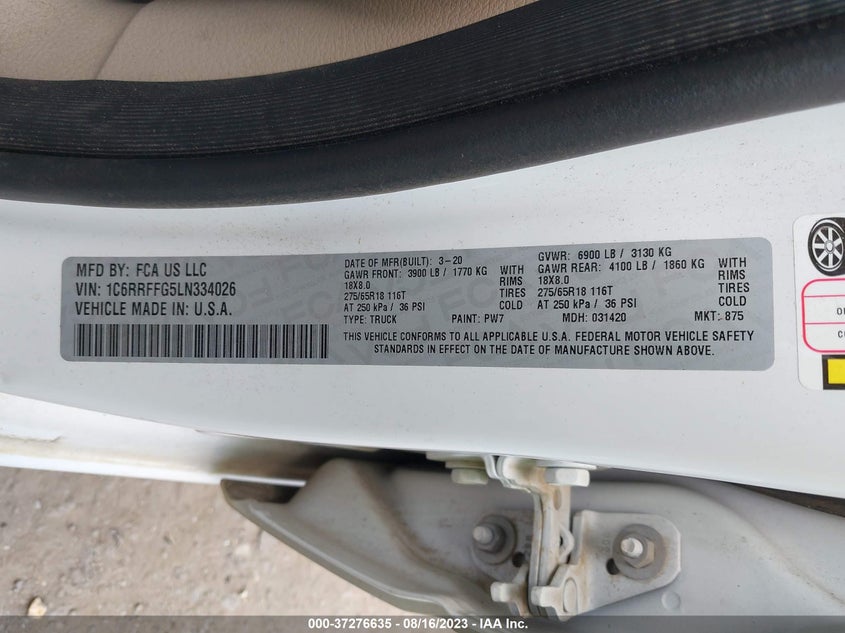 MFD BY: FCA US LLC
VIN: 1C6RRFFG5LN334026
VEHICLE MADE IN: U.S.A.
DATE OF MFR(BUILT): 3-20
GAWR FRONT: 3900 LB / 1770 KG WITH
18X8.0 RIMS
275/65R18 116T TIRES
AT 250 kPa / 36 PSI COLD
TYPE: TRUCK PAINT: PW7
GVWR: 6900 LB / 3130 KG
GAWR REAR: 4100 LB / 1860 KG WITH
18X8.0 RIMS
275/65R18 116T TIRES
AT 250 kPa / 36 PSI COLD
MDH: 031420 MKT: 875
THIS VEHICLE CONFORMS TO ALL APPLICABLE U.S.A. FEDERAL MOTOR VEHICLE SAFETY
STANDARDS IN EFFECT ON THE DATE OF MANUFACTURE SHOWN ABOVE.
000-37276635 - 08/16/2023 - IAA Inc.